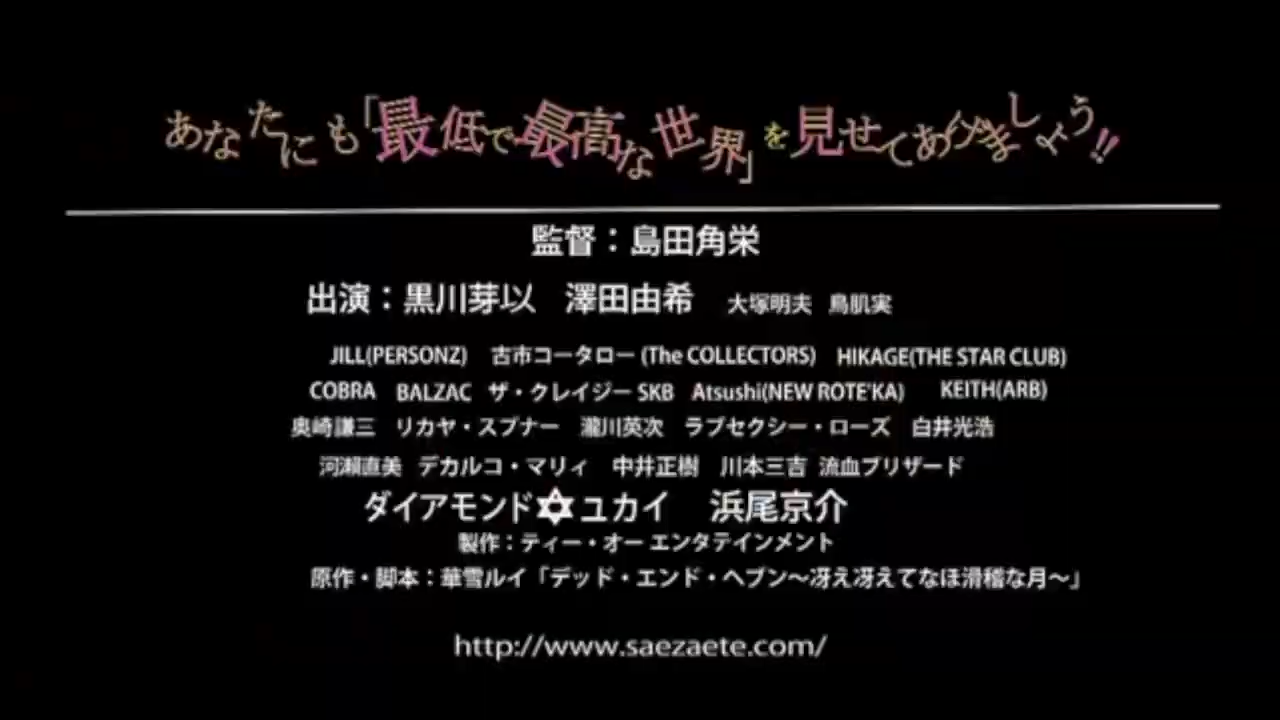 あなたにも「最低で最高な世界」を見せてあげましょう!!
監督：島田角栄
出演：黒川芽以　澤田由希　大塚明夫　鳥肌実
JILL(PERSONZ)　古市コータロー (The COLLECTORS)　HIKAGE(THE STAR CLUB)
COBRA　BALZAC　ザ・クレイジー SKB　Atsushi(NEW ROTE'KA)　KEITH(ARB)
奥崎謙三　リカヤ・スプナー　瀧川英次　ラブセクシー・ローズ　白井光浩
河瀬直美　デカルコ・マリィ　中井正樹　川本三吉　流血ブリザード
ダイアモンド✡ユカイ　浜尾京介
製作：ティー・オー エンタテインメント
原作・脚本：華雪ルイ「デッド・エンド・ヘブン～冴え冴えてなほ滑稽な月～」
http://www.saezaete.com/